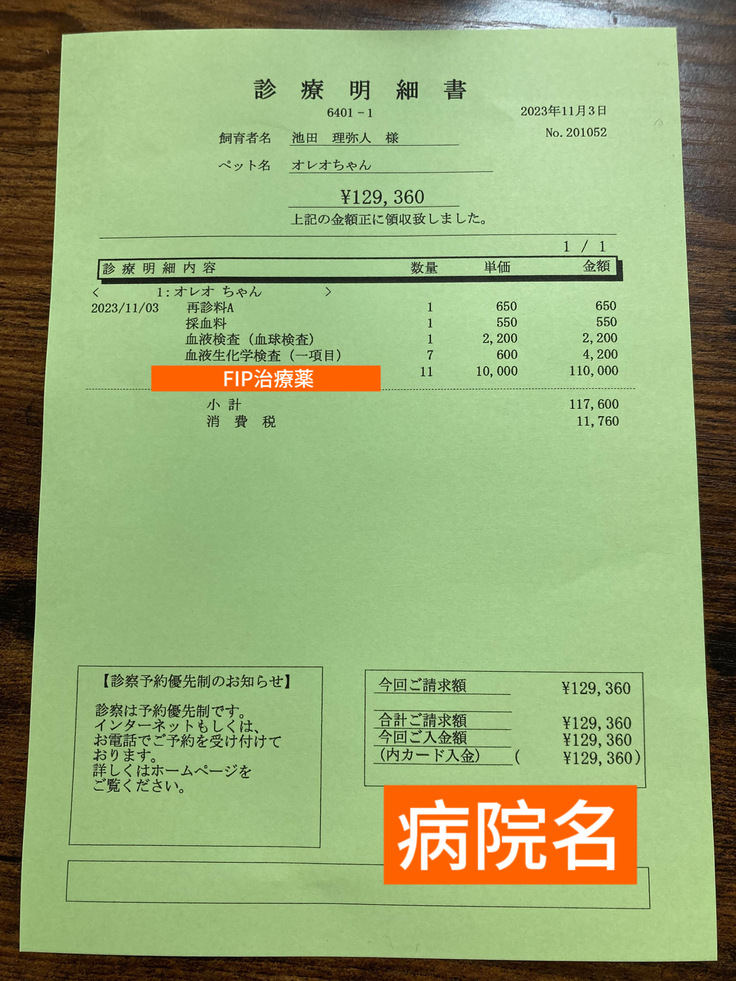 診療明細書
6401-1
2023年11月3日
No.201052
飼育者名 池田 理弥人 様
ペット名 オレオちゃん
¥129,360
上記の金額正に領収致しました。
1 / 1
診療明細内容 数量 単価 金額
< 1:オレオ ちゃん >
2023/11/03 再診料A 1 650 650
採血料 1 550 550
血液検査(血球検査) 1 2,200 2,200
血液生化学検査(一項目) 7 600 4,200
FIP治療薬 11 10,000 110,000
小計 117,600
消費税 11,760
【診察予約優先制のお知らせ】
診察は予約優先制です。
インターネットもしくは、
お電話でご予約を受け付けて
おります。
詳しくはホームページを
ご覧ください。
今回ご請求額 ¥129,360
合計ご請求額 ¥129,360
今回ご入金額 ¥129,360
(内カード入金) ( ¥129,360)
病院名